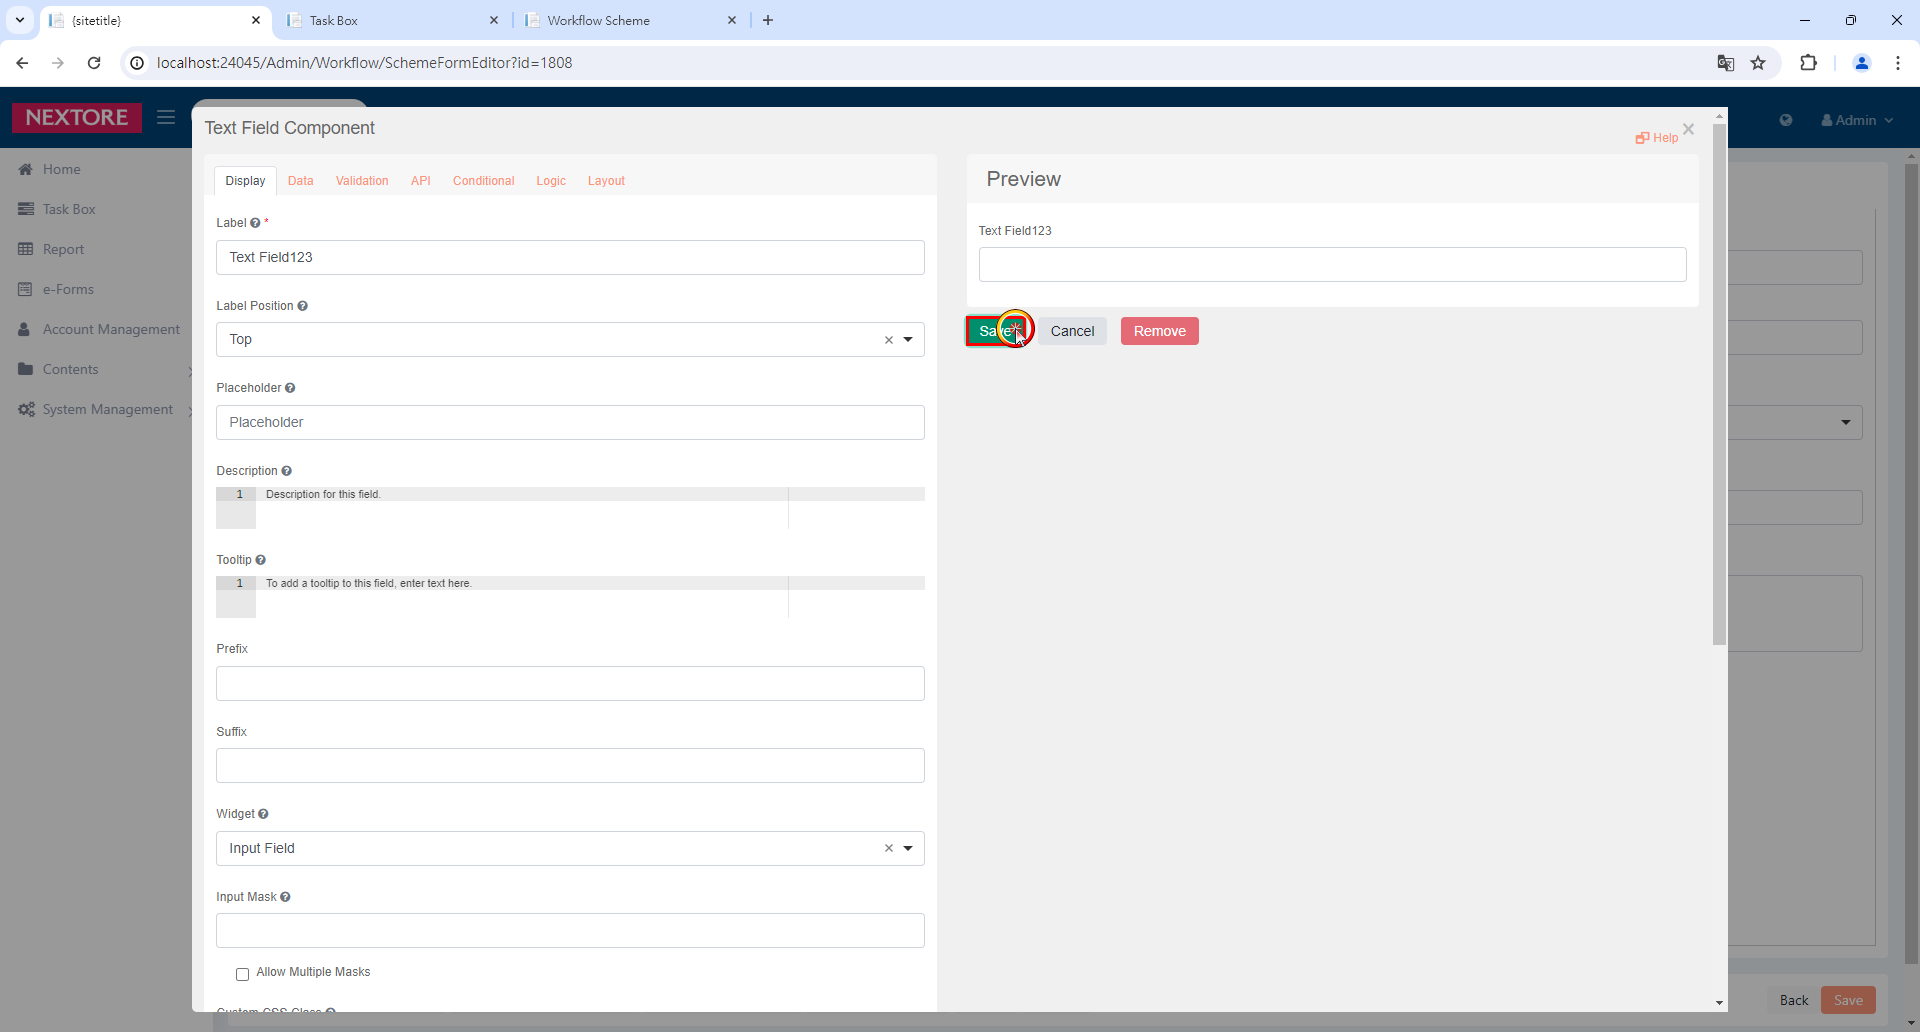 {sitetitle}
Task Box
Workflow Scheme
localhost:24045/Admin/Workflow/SchemeFormEditor?id=1808
NEXTORE
Admin
Home
Task Box
Report
e-Forms
Account Management
Contents
System Management
Text Field Component
Help
Display
Data
Validation
API
Conditional
Logic
Layout
Label *
Text Field123
Label Position
Top
Placeholder
Placeholder
Description
1
Description for this field.
Tooltip
1
To add a tooltip to this field, enter text here.
Prefix
Suffix
Widget
Input Field
Input Mask
Allow Multiple Masks
Custom CSS Class
Preview
Text Field123
Save
Cancel
Remove
Back
Save